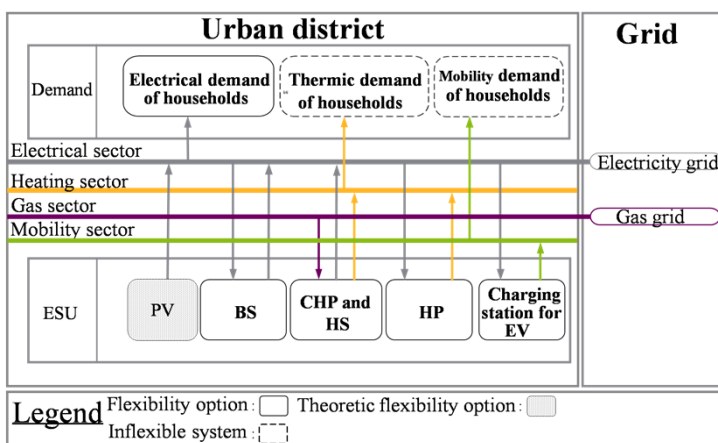 Urban district
Grid
Demand
Electrical demand
of households
Thermic demand
of households
Mobility demand
of households
Electrical sector
Electricity grid
Heating sector
Gas sector
Gas grid
Mobility sector
ESU
PV
BS
CHP and
HS
HP
Charging
station for
EV
Legend
Flexibility option :
Theoretic flexibility option :
Inflexible system :